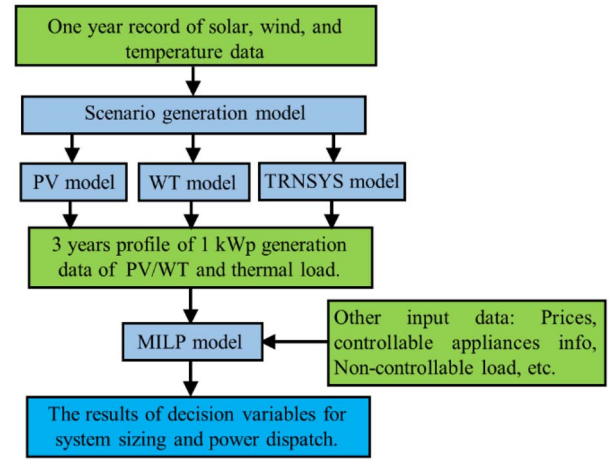 One year record of solar, wind, and
temperature data
Scenario generation model
PV model
WT model
TRNSYS model
3 years profile of 1 kWp generation
data of PV/WT and thermal load.
MILP model
Other input data: Prices,
controllable appliances info,
Non-controllable load, etc.
The results of decision variables for
system sizing and power dispatch.